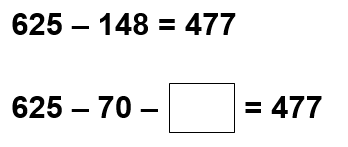 625 – 148 = 477
625 – 70 – = 477